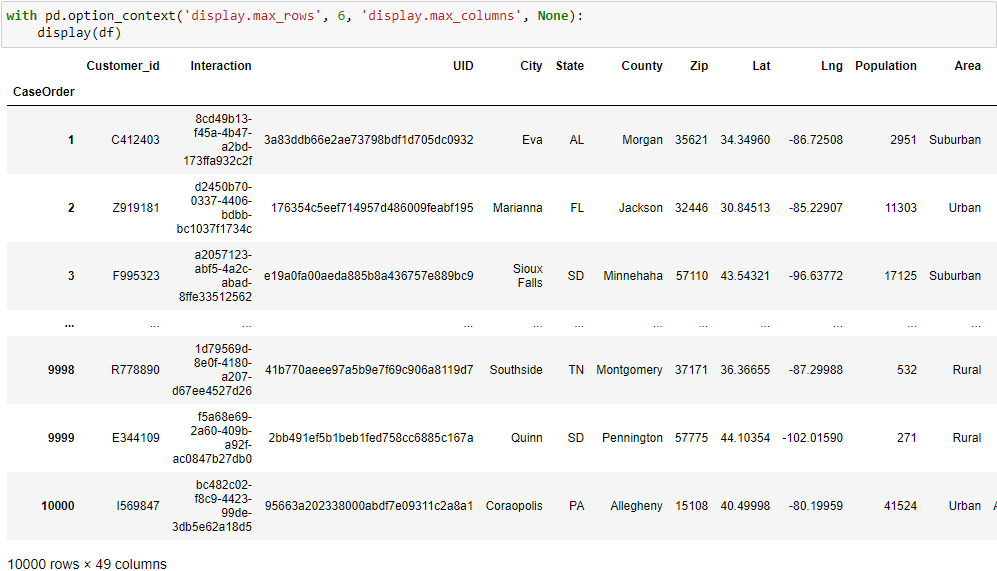 with pd.option_context('display.max_rows', 6, 'display.max_columns', None):
    display(df)
Customer_id Interaction UID City State County Zip Lat Lng Population Area
CaseOrder
1 C412403 8cd49b13-f45a-4b47-a2bd-173ffa932c2f 3a83ddb66e2ae73798bdf1d705dc0932 Eva AL Morgan 35621 34.34960 -86.72508 2951 Suburban
2 Z919181 d2450b70-0337-4406-bdbb-bc1037f1734c 176354c5eef714957d486009feabf195 Marianna FL Jackson 32446 30.84513 -85.22907 11303 Urban
3 F995323 a2057123-abf5-4a2c-abad-8ffe33512562 e19a0fa00aeda885b8a436757e889bc9 Sioux Falls SD Minnehaha 57110 43.54321 -96.63772 17125 Suburban
... ... ... ... ... ... ... ... ... ... ... ...
9998 R778890 1d79569d-8e0f-4180-a207-d67ee4527d26 41b770aeee97a5b9e7f69c906a8119d7 Southside TN Montgomery 37171 36.36655 -87.29988 532 Rural
9999 E344109 f5a68e69-2a60-409b-a92f-ac0847b27db0 2bb491ef5b1beb1fed758cc6885c167a Quinn SD Pennington 57775 44.10354 -102.01590 271 Rural
10000 I569847 bc482c02-f8c9-4423-99de-3db5e62a18d5 95663a202338000abdf7e09311c2a8a1 Coraopolis PA Allegheny 15108 40.49998 -80.19959 41524 Urban
10000 rows × 49 columns